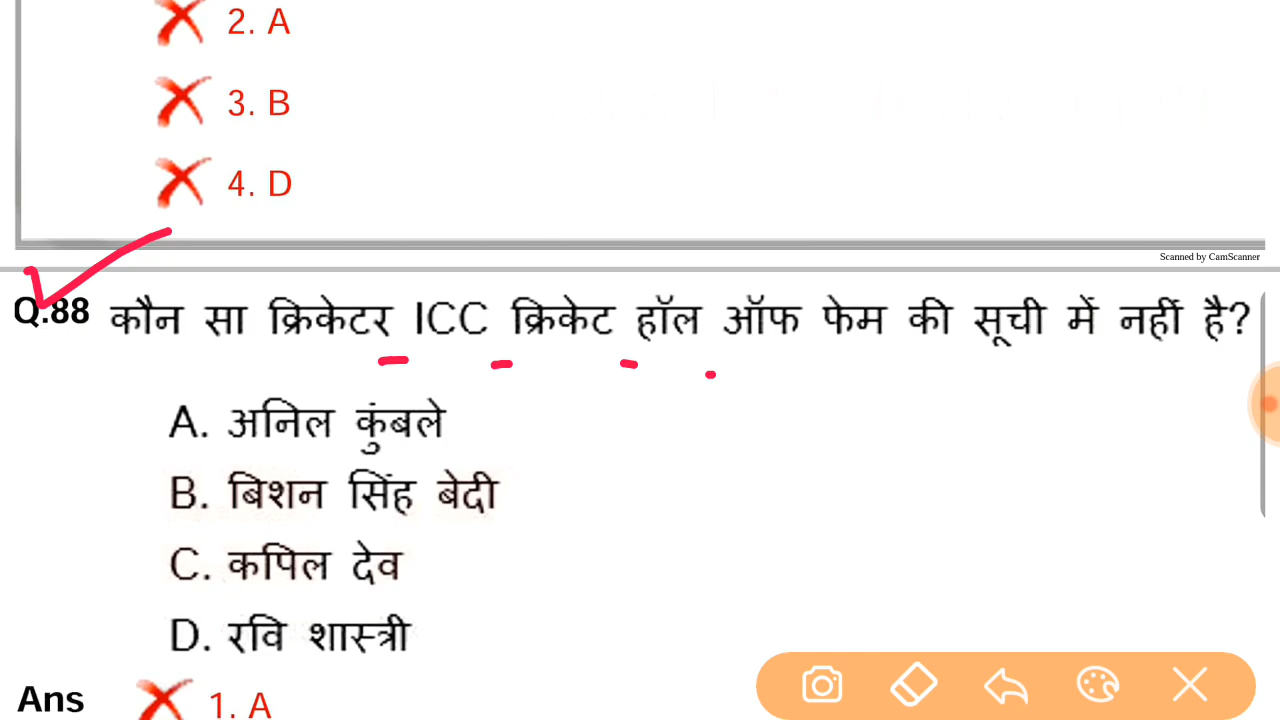 2. A
3. B
4. D
Scanned by CamScanner
Q.88 कौन सा क्रिकेटर ICC क्रिकेट हॉल ऑफ फेम की सूची में नहीं है?
A. अनिल कुंबले
B. बिशन सिंह बेदी
C. कपिल देव
D. रवि शास्त्री
Ans 1. A